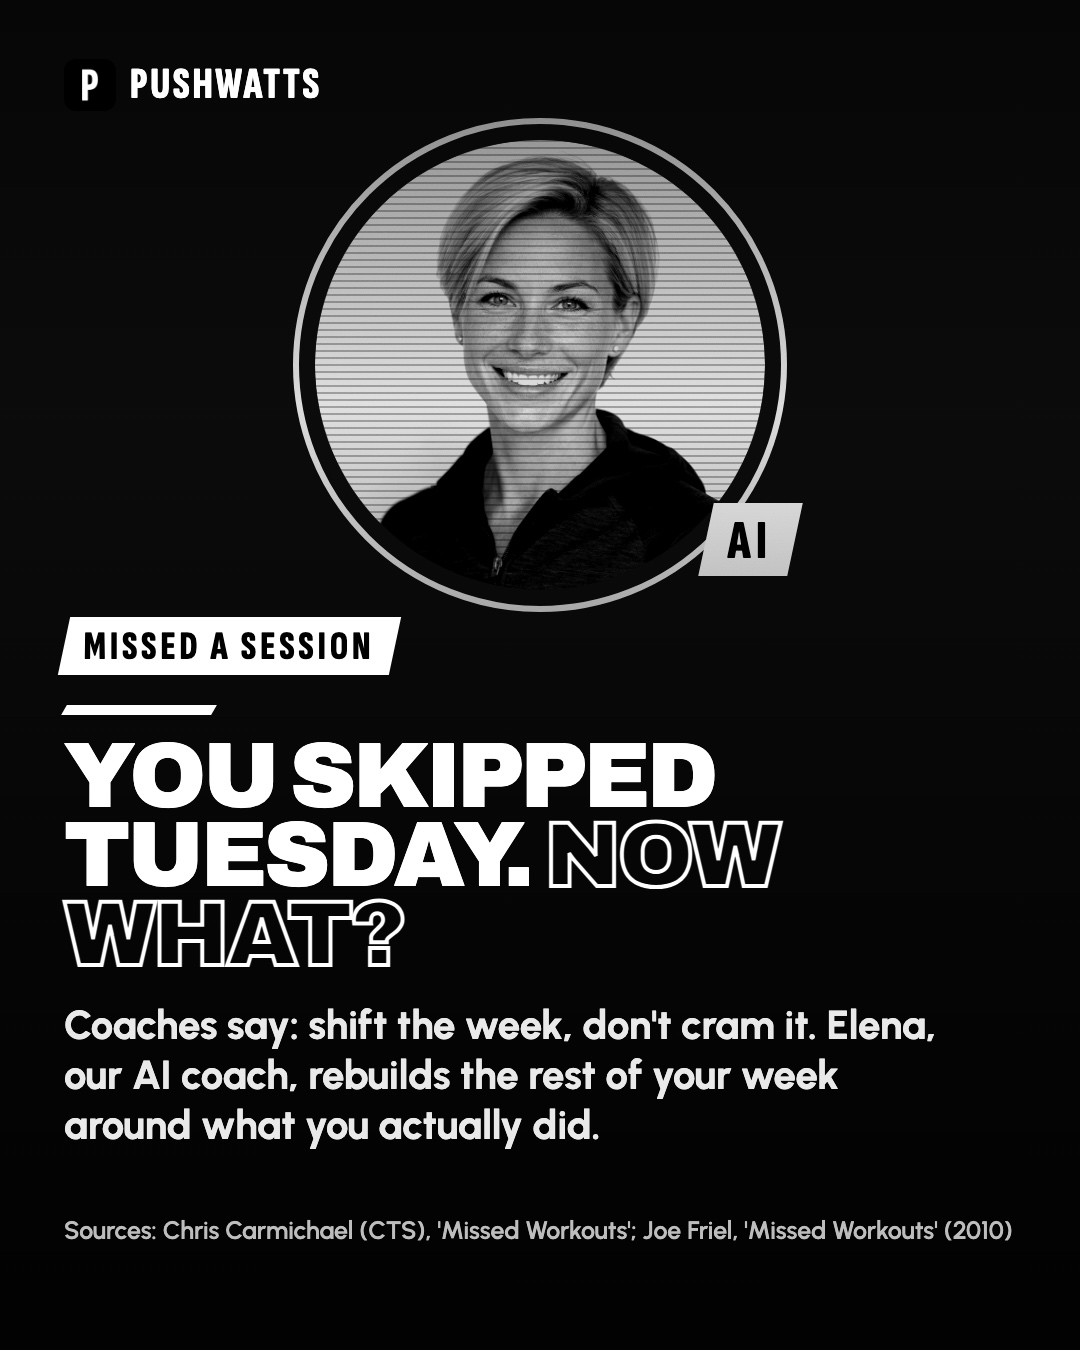 P PUSHWATTS
AI
MISSED A SESSION
YOU SKIPPED
TUESDAY. NOW
WHAT?
Coaches say: shift the week, don't cram it. Elena,
our AI coach, rebuilds the rest of your week
around what you actually did.
Sources: Chris Carmichael (CTS), 'Missed Workouts'; Joe Friel, 'Missed Workouts' (2010)